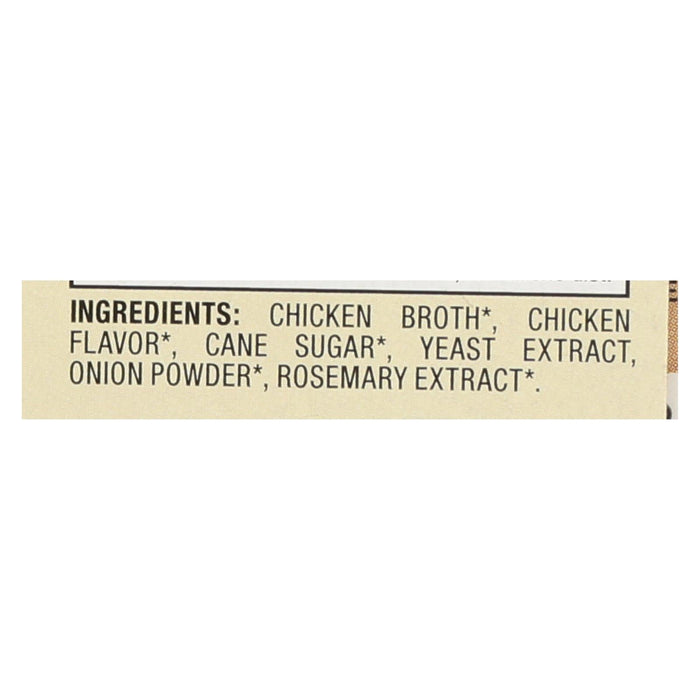 INGREDIENTS: CHICKEN BROTH*, CHICKEN
FLAVOR*, CANE SUGAR*, YEAST EXTRACT,
ONION POWDER*, ROSEMARY EXTRACT*.